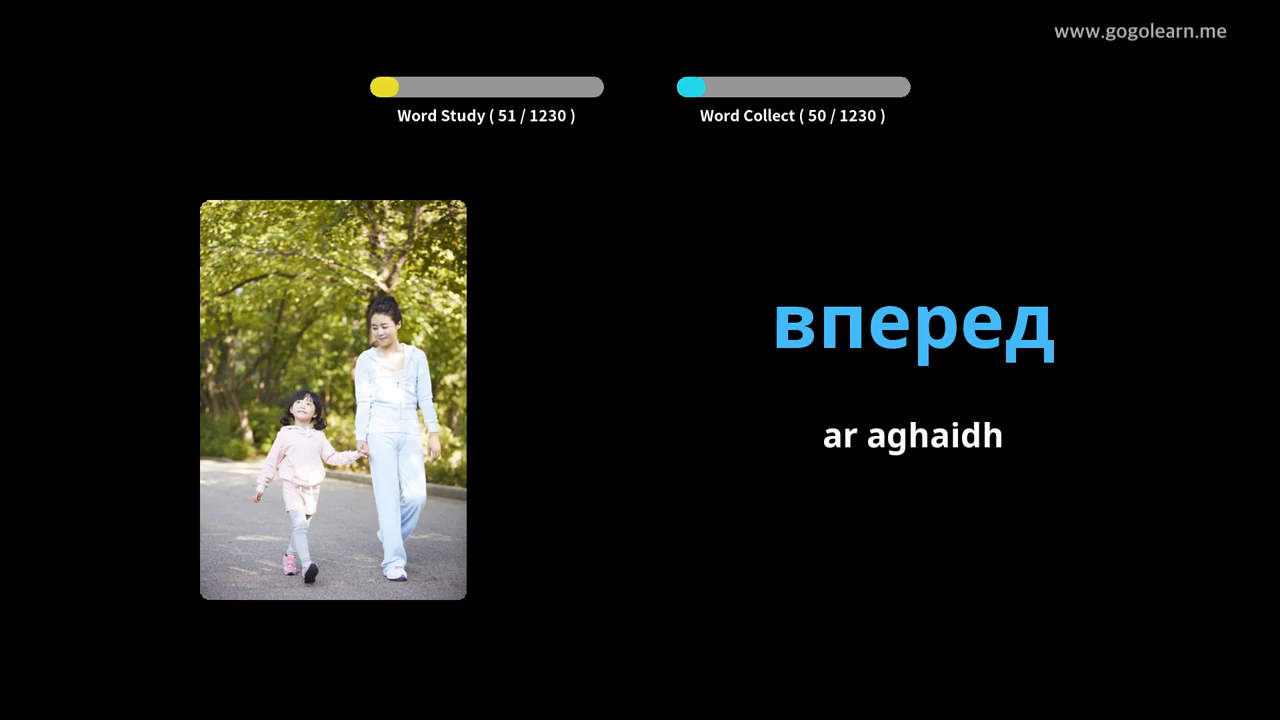 www.gogolearn.me
Word Study ( 51 / 1230 )
Word Collect ( 50 / 1230 )
вперед
ar aghaidh